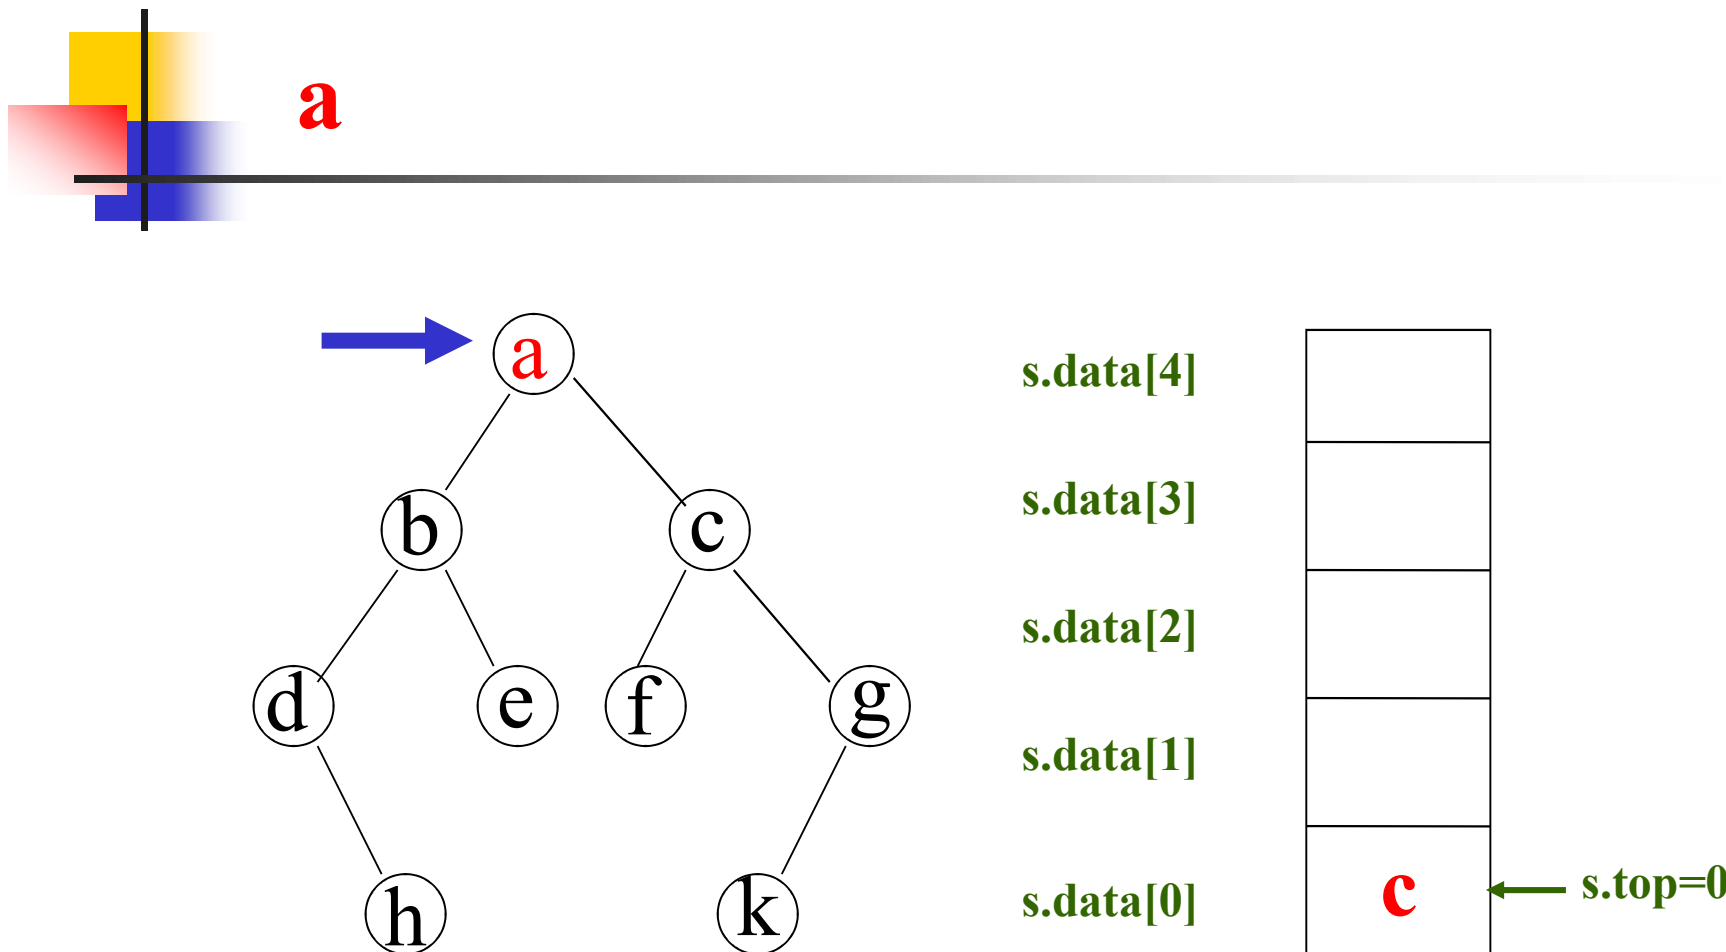 a
a
b
c
d
e
f
g
h
k
s.data[4]
s.data[3]
s.data[2]
s.data[1]
s.data[0]
c
s.top=0